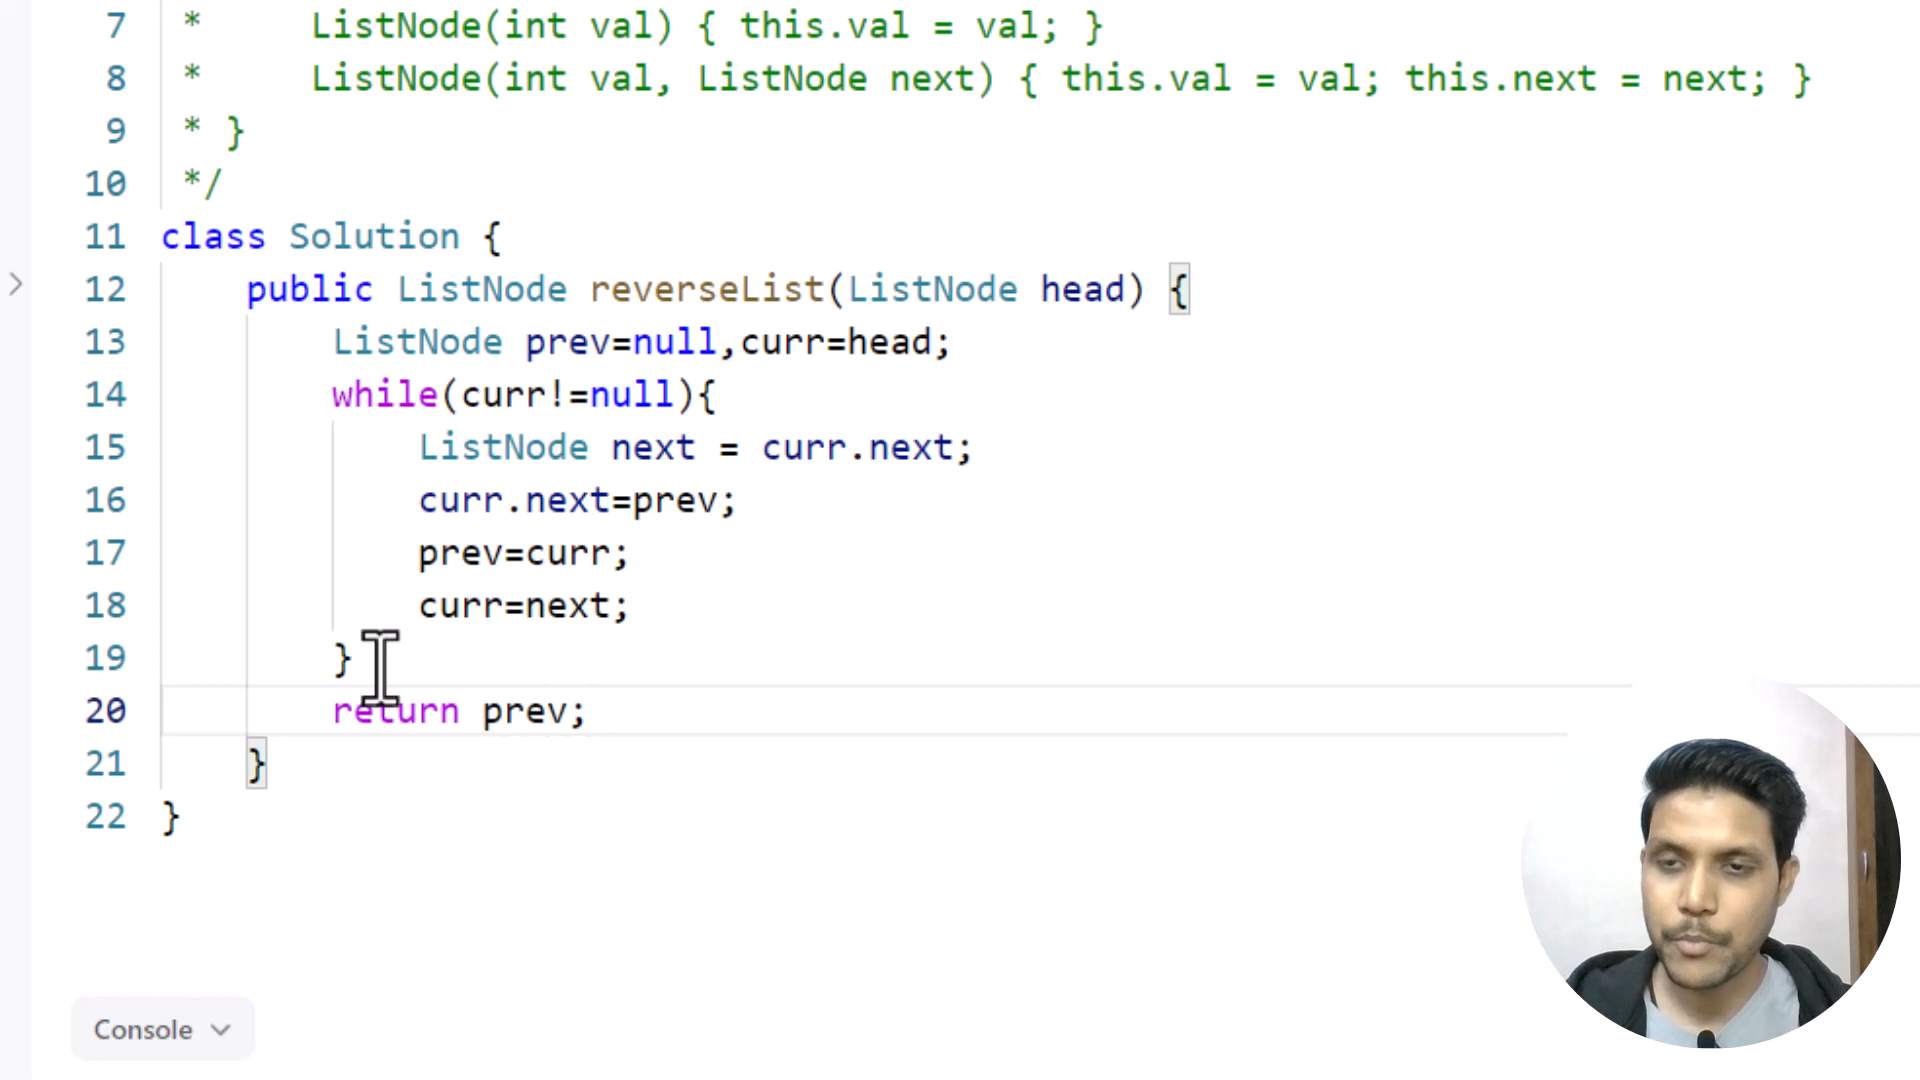 7 *     ListNode(int val) { this.val = val; }
8 *     ListNode(int val, ListNode next) { this.val = val; this.next = next; }
9 * }
10 */
11 class Solution {
12     public ListNode reverseList(ListNode head) {
13         ListNode prev=null,curr=head;
14         while(curr!=null){
15             ListNode next = curr.next;
16             curr.next=prev;
17             prev=curr;
18             curr=next;
19         }
20         return prev;
21     }
22 }
Console